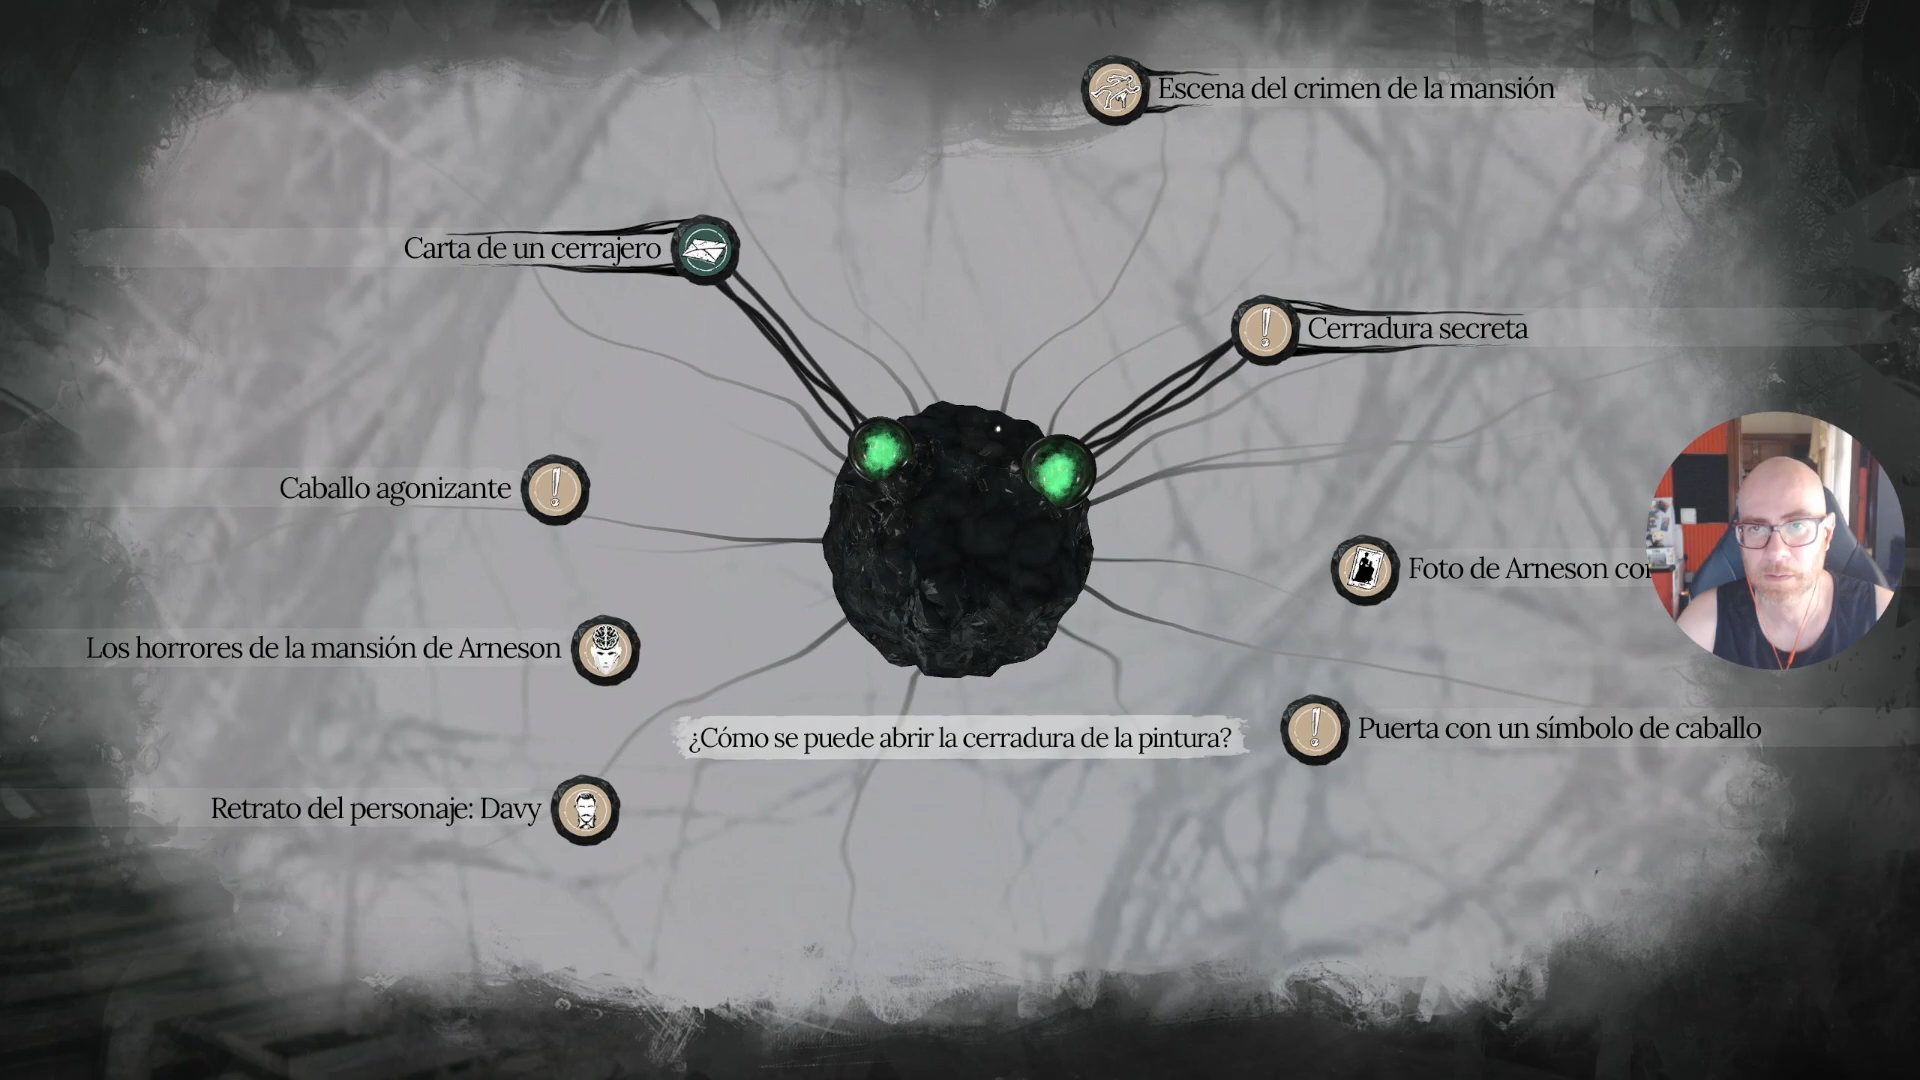 Escena del crimen de la mansión
Carta de un cerrajero
Cerradura secreta
Caballo agonizante
Foto de Arneson
Los horrores de la mansión de Arneson
¿Cómo se puede abrir la cerradura de la pintura?
Puerta con un símbolo de caballo
Retrato del personaje: Davy